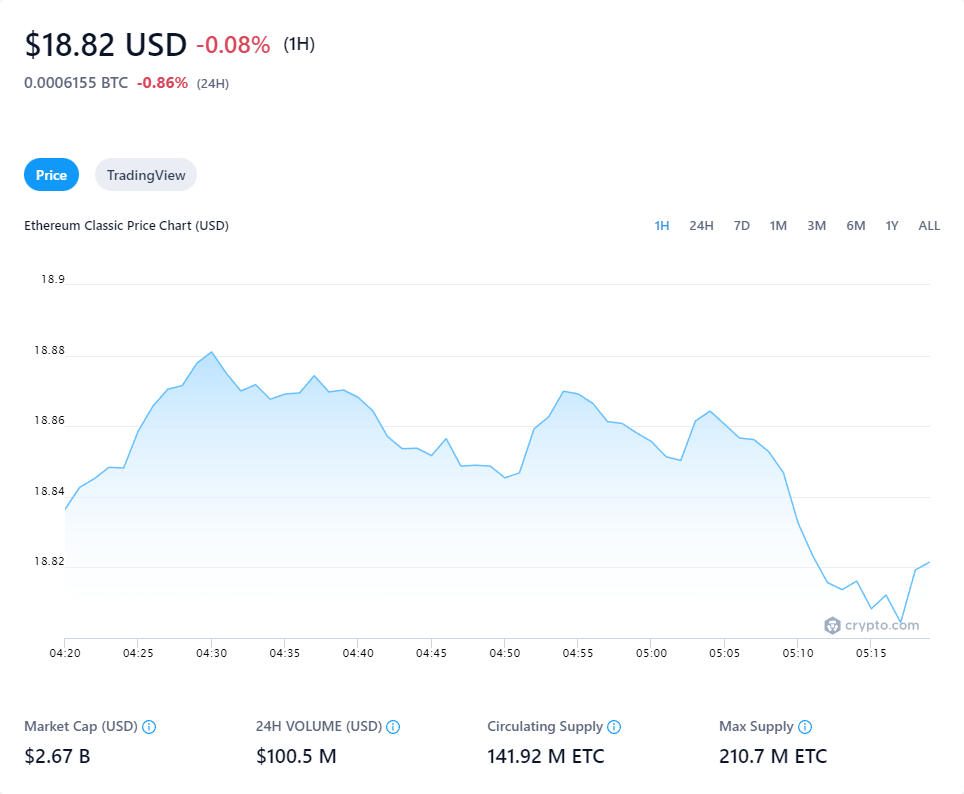 $18.82 USD -0.08% (1H)
0.0006155 BTC -0.86% (24H)
Price TradingView
Ethereum Classic Price Chart (USD) 1H 24H 7D 1M 3M 6M 1Y ALL
18.9
18.88
18.86
18.84
18.82
crypto.com
04:20 04:25 04:30 04:35 04:40 04:45 04:50 04:55 05:00 05:05 05:10 05:15
Market Cap (USD) 24H VOLUME (USD) Circulating Supply Max Supply
$2.67 B $100.5 M 141.92 M ETC 210.7 M ETC